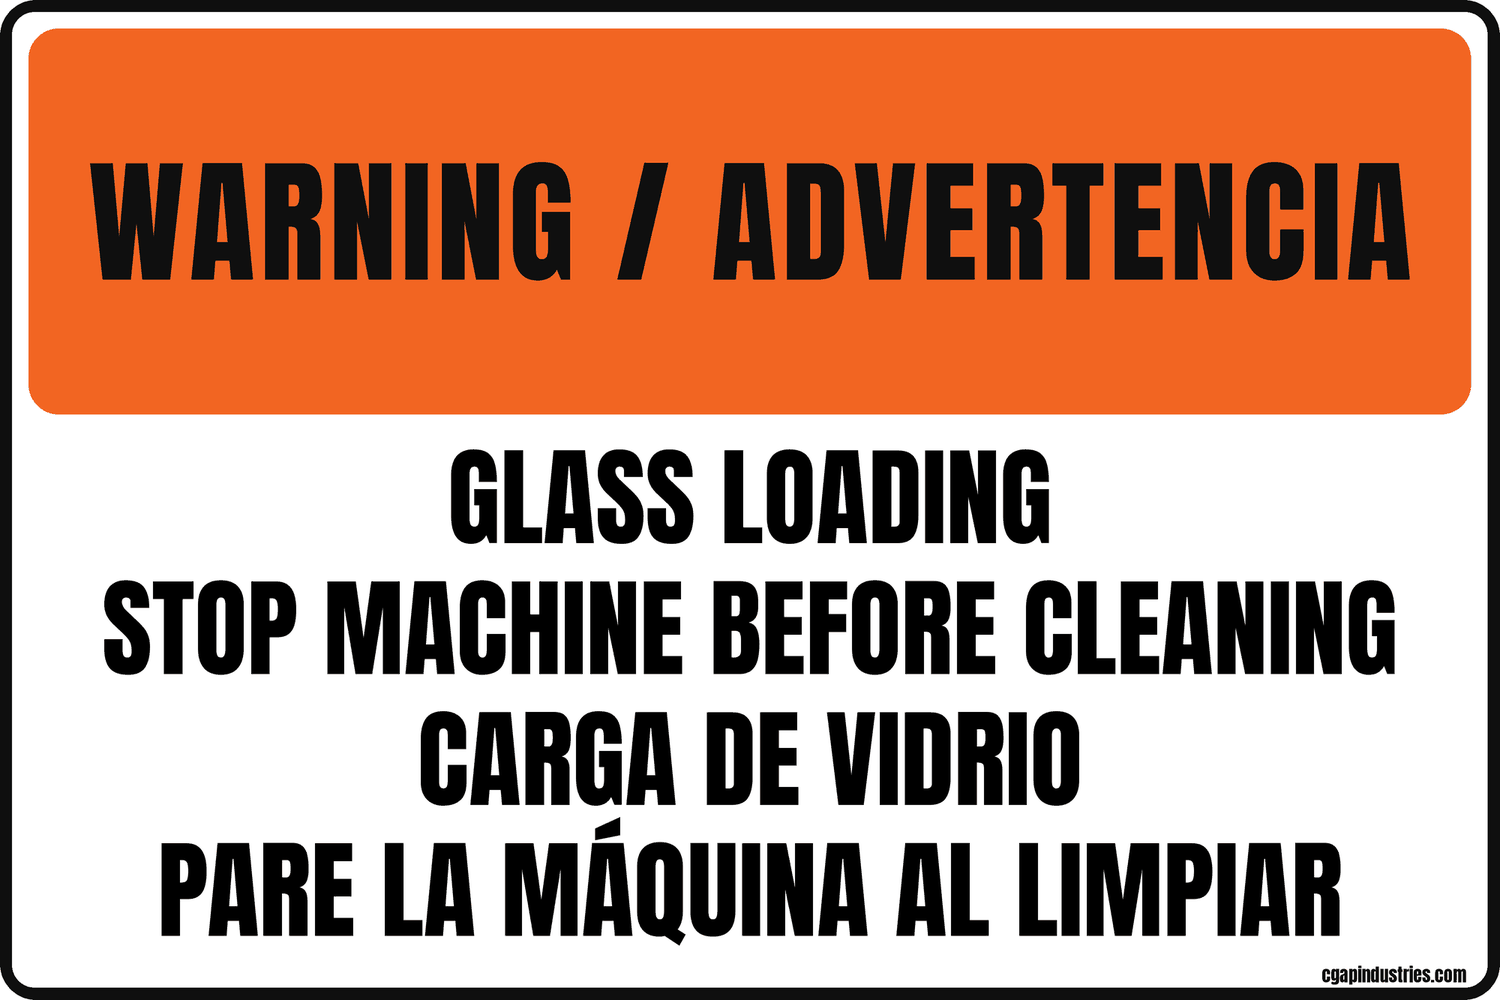 WARNING / ADVERTENCIA
GLASS LOADING
STOP MACHINE BEFORE CLEANING
CARGA DE VIDRIO
PARE LA MÁQUINA AL LIMPIAR
cgapindustries.com